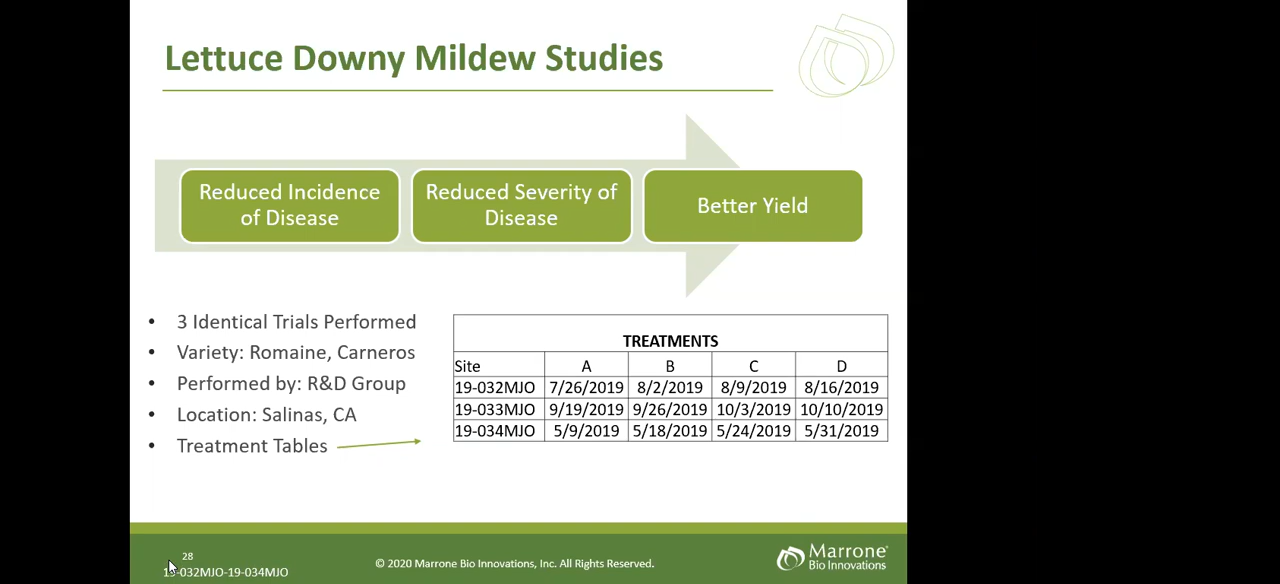 Lettuce Downy Mildew Studies
Reduced Incidence
of Disease
Reduced Severity of
Disease
Better Yield
• 3 Identical Trials Performed
• Variety: Romaine, Carneros
• Performed by: R&D Group
• Location: Salinas, CA
• Treatment Tables
TREATMENTS
Site A B C D
19-032MJO 7/26/2019 8/2/2019 8/9/2019 8/16/2019
19-033MJO 9/19/2019 9/26/2019 10/3/2019 10/10/2019
19-034MJO 5/9/2019 5/18/2019 5/24/2019 5/31/2019
28
19-032MJO-19-034MJO
© 2020 Marrone Bio Innovations, Inc. All Rights Reserved.
Marrone®
Bio Innovations